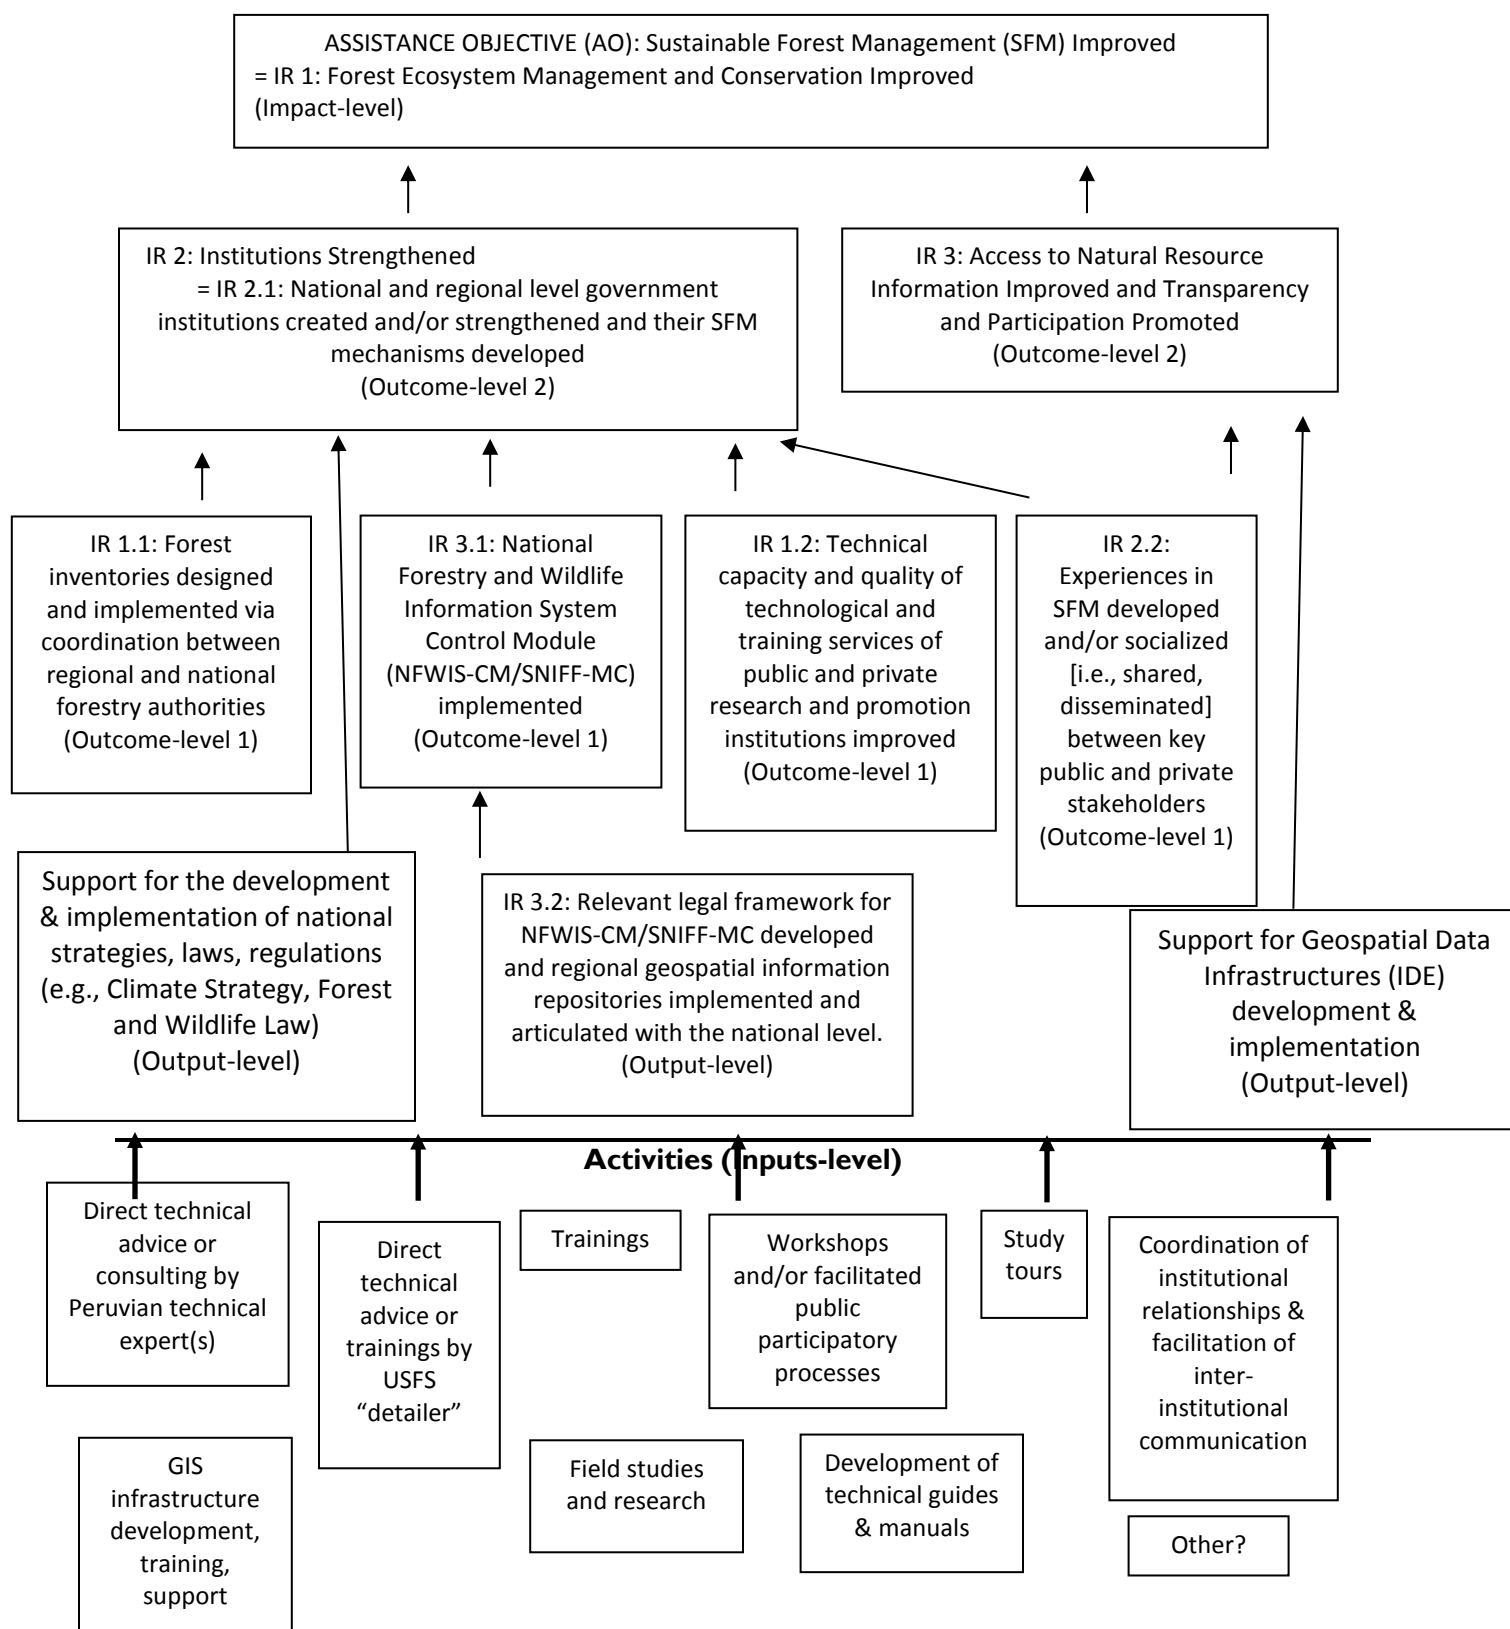 ASSISTANCE OBJECTIVE (AO): Sustainable Forest Management (SFM) Improved
= IR 1: Forest Ecosystem Management and Conservation Improved
(Impact-level)
IR 2: Institutions Strengthened
= IR 2.1: National and regional level government
institutions created and/or strengthened and their SFM
mechanisms developed
(Outcome-level 2)
IR 3: Access to Natural Resource
Information Improved and Transparency
and Participation Promoted
(Outcome-level 2)
IR 1.1: Forest
inventories designed
and implemented via
coordination between
regional and national
forestry authorities
(Outcome-level 1)
IR 3.1: National
Forestry and Wildlife
Information System
Control Module
(NFWIS-CM/SNIFF-MC)
implemented
(Outcome-level 1)
IR 1.2: Technical
capacity and quality of
technological and
training services of
public and private
research and promotion
institutions improved
(Outcome-level 1)
IR 2.2:
Experiences in
SFM developed
and/or socialized
[i.e., shared,
disseminated]
between key
public and private
stakeholders
(Outcome-level 1)
Support for the development
& implementation of national
strategies, laws, regulations
(e.g., Climate Strategy, Forest
and Wildlife Law)
(Output-level)
IR 3.2: Relevant legal framework for
NFWIS-CM/SNIFF-MC developed
and regional geospatial information
repositories implemented and
articulated with the national level.
(Output-level)
Support for Geospatial Data
Infrastructures (IDE)
development &
implementation
(Output-level)
Activities (Inputs-level)
Direct technical
advice or
consulting by
Peruvian technical
expert(s)
Direct
technical
advice or
trainings by
USFS
“detailer”
Trainings
Workshops
and/or facilitated
public
participatory
processes
Study
tours
Coordination of
institutional
relationships &
facilitation of
inter-
institutional
communication
GIS
infrastructure
development,
training,
support
Field studies
and research
Development of
technical guides
& manuals
Other?